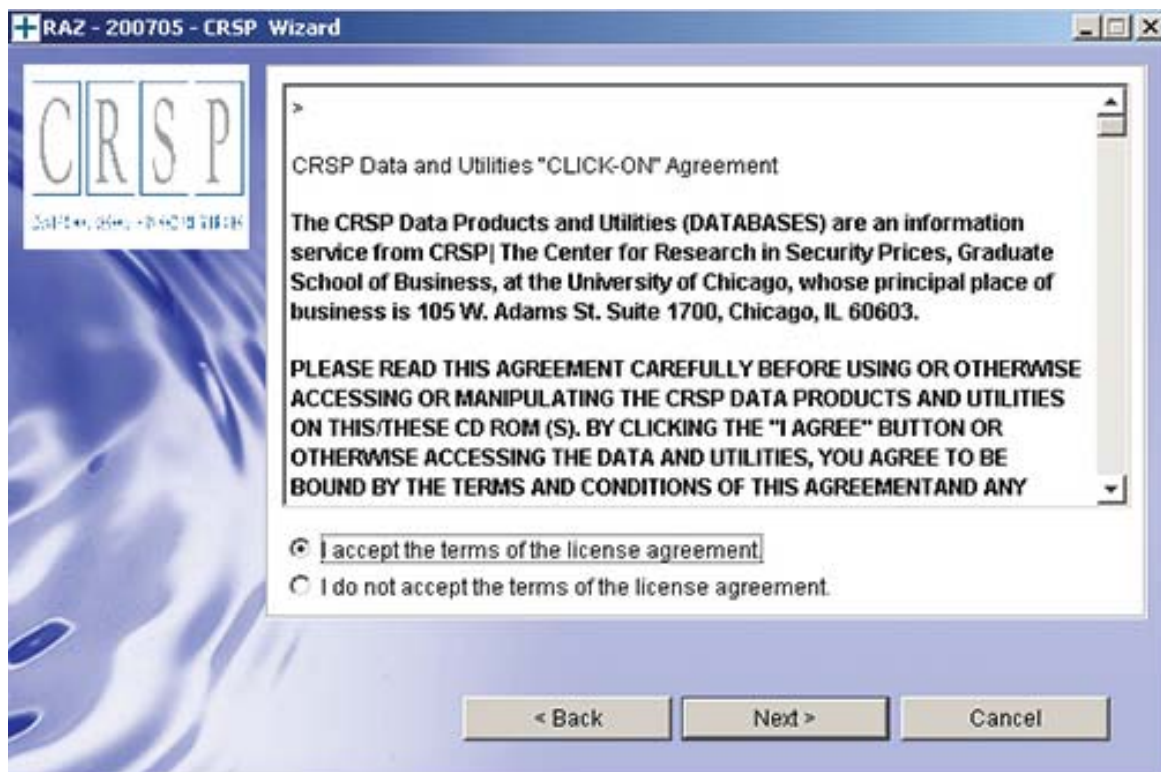 RAZ - 200705 - CRSP Wizard
CRSP
>
CRSP Data and Utilities "CLICK-ON" Agreement
The CRSP Data Products and Utilities (DATABASES) are an information
service from CRSP| The Center for Research in Security Prices, Graduate
School of Business, at the University of Chicago, whose principal place of
business is 105 W. Adams St. Suite 1700, Chicago, IL 60603.
PLEASE READ THIS AGREEMENT CAREFULLY BEFORE USING OR OTHERWISE
ACCESSING OR MANIPULATING THE CRSP DATA PRODUCTS AND UTILITIES
ON THIS/THESE CD ROM (S). BY CLICKING THE "I AGREE" BUTTON OR
OTHERWISE ACCESSING THE DATA AND UTILITIES, YOU AGREE TO BE
BOUND BY THE TERMS AND CONDITIONS OF THIS AGREEMENTAND ANY
I accept the terms of the license agreement.
I do not accept the terms of the license agreement.
< Back Next > Cancel